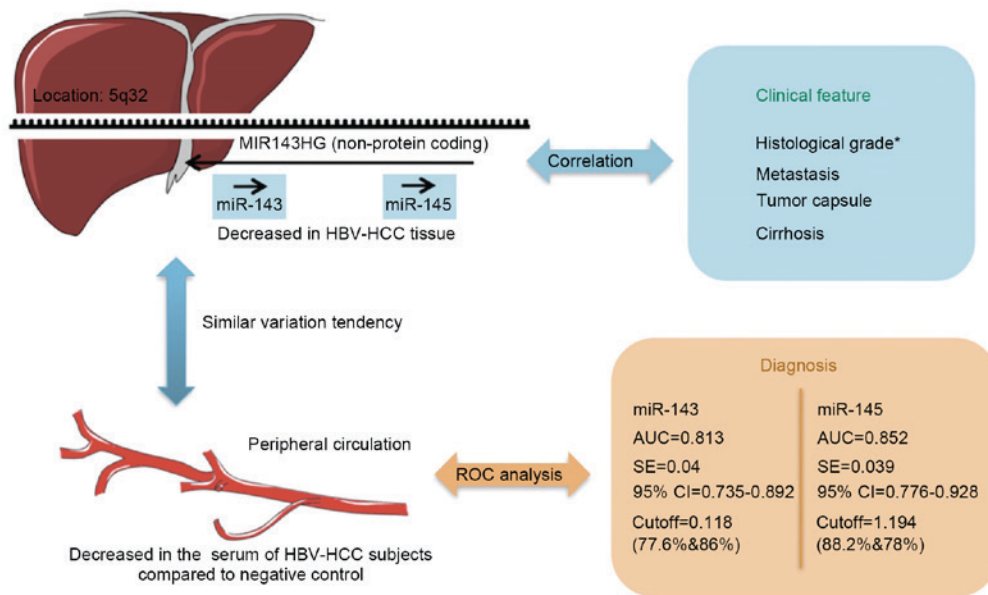 Location: 5q32
MIR143HG (non-protein coding)
miR-143
miR-145
Decreased in HBV-HCC tissue
Correlation
Clinical feature
Histological grade*
Metastasis
Tumor capsule
Cirrhosis
Similar variation tendency
Peripheral circulation
Decreased in the serum of HBV-HCC subjects
compared to negative control
ROC analysis
Diagnosis
miR-143
AUC=0.813
SE=0.04
95% CI=0.735-0.892
Cutoff=0.118
(77.6%&86%)
miR-145
AUC=0.852
SE=0.039
95% CI=0.776-0.928
Cutoff=1.194
(88.2%&78%)